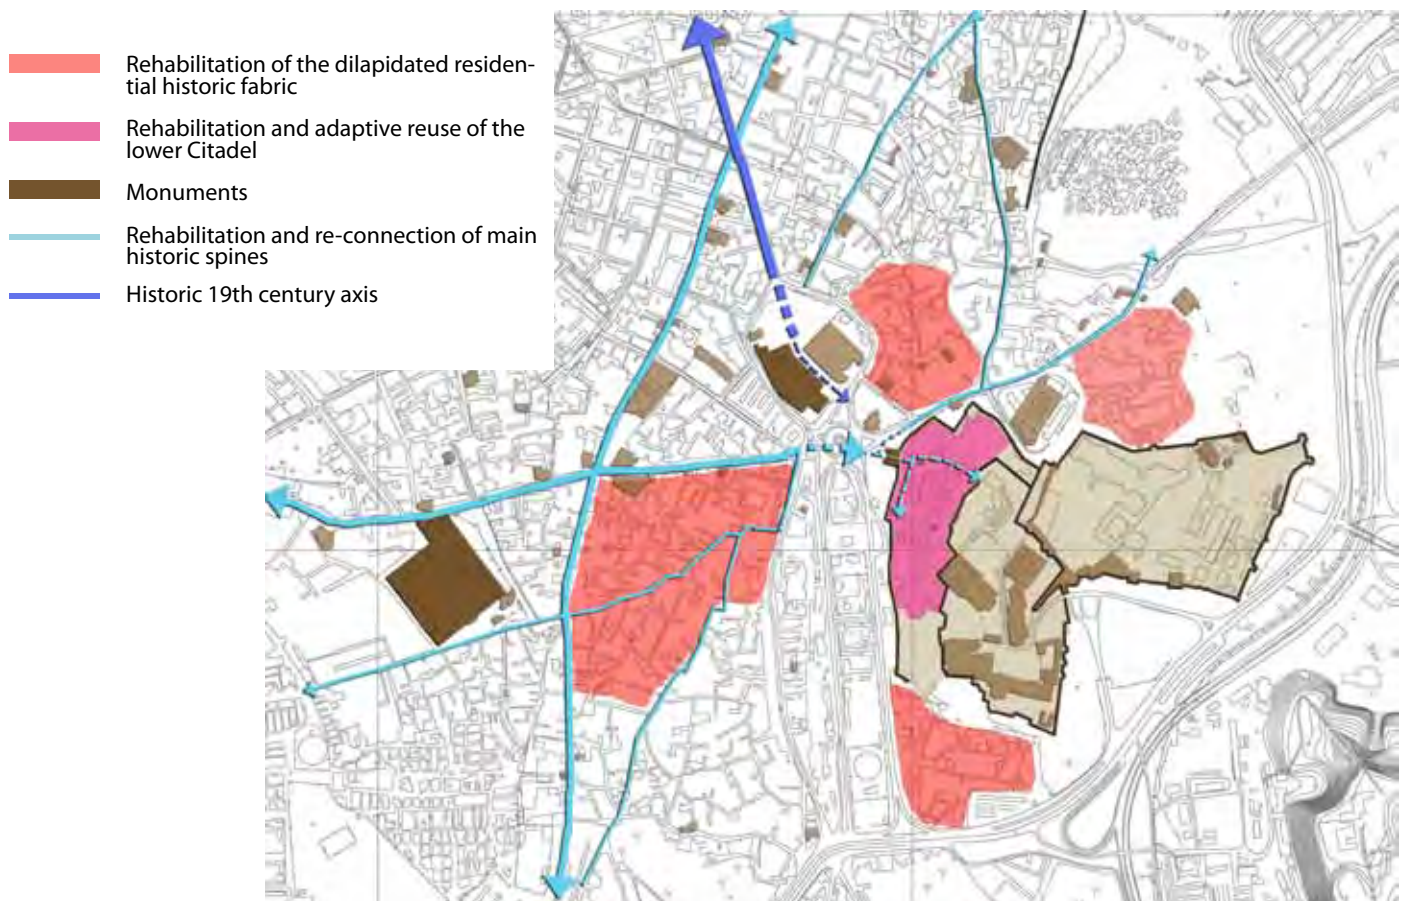 Rehabilitation of the dilapidated residen-
tial historic fabric
Rehabilitation and adaptive reuse of the
lower Citadel
Monuments
Rehabilitation and re-connection of main
historic spines
Historic 19th century axis